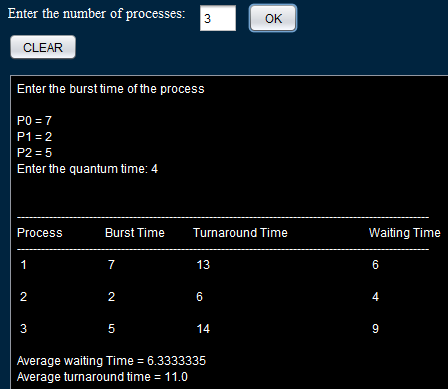 Enter the number of processes: 3 OK
CLEAR
Enter the burst time of the process
P0 = 7
P1 = 2
P2 = 5
Enter the quantum time: 4
Process Burst Time Turnaround Time Waiting Time
1 7 13 6
2 2 6 4
3 5 14 9
Average waiting Time = 6.3333335
Average turnaround time = 11.0